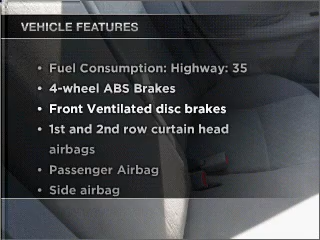 VEHICLE FEATURES
• Fuel Consumption: Highway: 35
• 4-wheel ABS Brakes
• Front Ventilated disc brakes
• 1st and 2nd row curtain head
airbags
• Passenger Airbag
• Side airbag